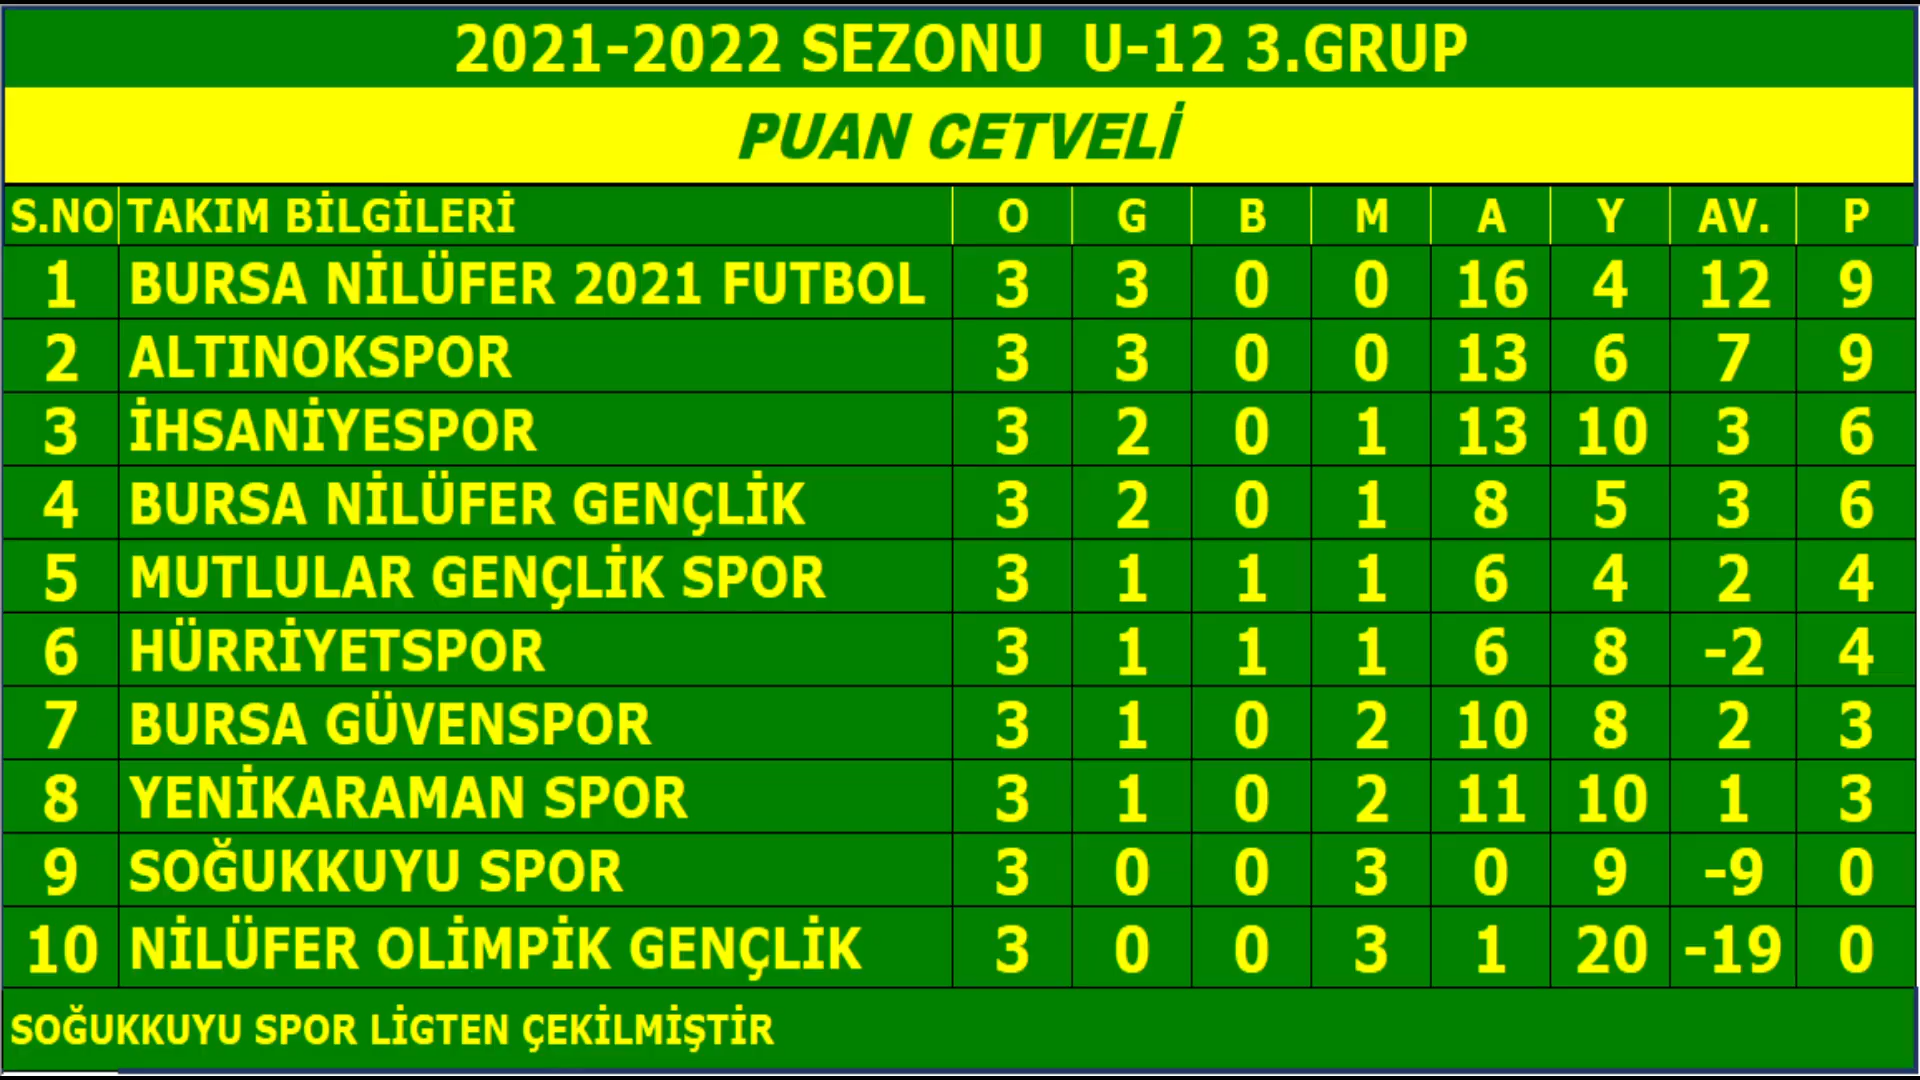 2021-2022 SEZONU U-12 3.GRUP
PUAN CETVELİ
S.NO TAKIM BİLGİLERİ O G B M A Y AV. P
1 BURSA NİLÜFER 2021 FUTBOL 3 3 0 0 16 4 12 9
2 ALTINOKSPOR 3 3 0 0 13 6 7 9
3 İHSANİYESPOR 3 2 0 1 13 10 3 6
4 BURSA NİLÜFER GENÇLİK 3 2 0 1 8 5 3 6
5 MUTLULAR GENÇLİK SPOR 3 1 1 1 6 4 2 4
6 HÜRRİYETSPOR 3 1 1 1 6 8 -2 4
7 BURSA GÜVENSPOR 3 1 0 2 10 8 2 3
8 YENİKARAMAN SPOR 3 1 0 2 11 10 1 3
9 SOĞUKKUYU SPOR 3 0 0 3 0 9 -9 0
10 NİLÜFER OLİMPİK GENÇLİK 3 0 0 3 1 20 -19 0
SOĞUKKUYU SPOR LİGTEN ÇEKİLMİŞTİR